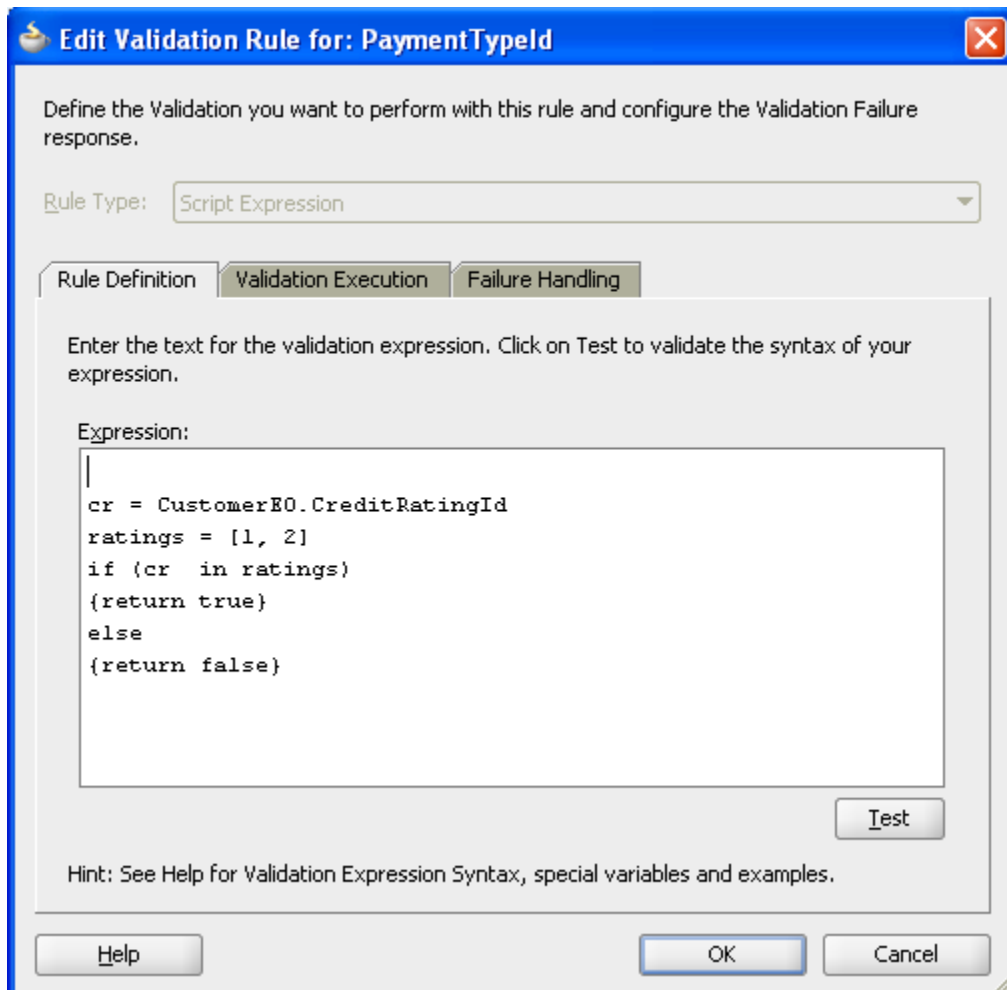 Edit Validation Rule for: PaymentTypeId
Define the Validation you want to perform with this rule and configure the Validation Failure
response.
Rule Type: Script Expression
Rule Definition Validation Execution Failure Handling
Enter the text for the validation expression. Click on Test to validate the syntax of your
expression.
Expression:
cr = CustomerEO.CreditRatingId
ratings = [1, 2]
if (cr  in ratings)
{return true}
else
{return false}
Test
Hint: See Help for Validation Expression Syntax, special variables and examples.
Help OK Cancel